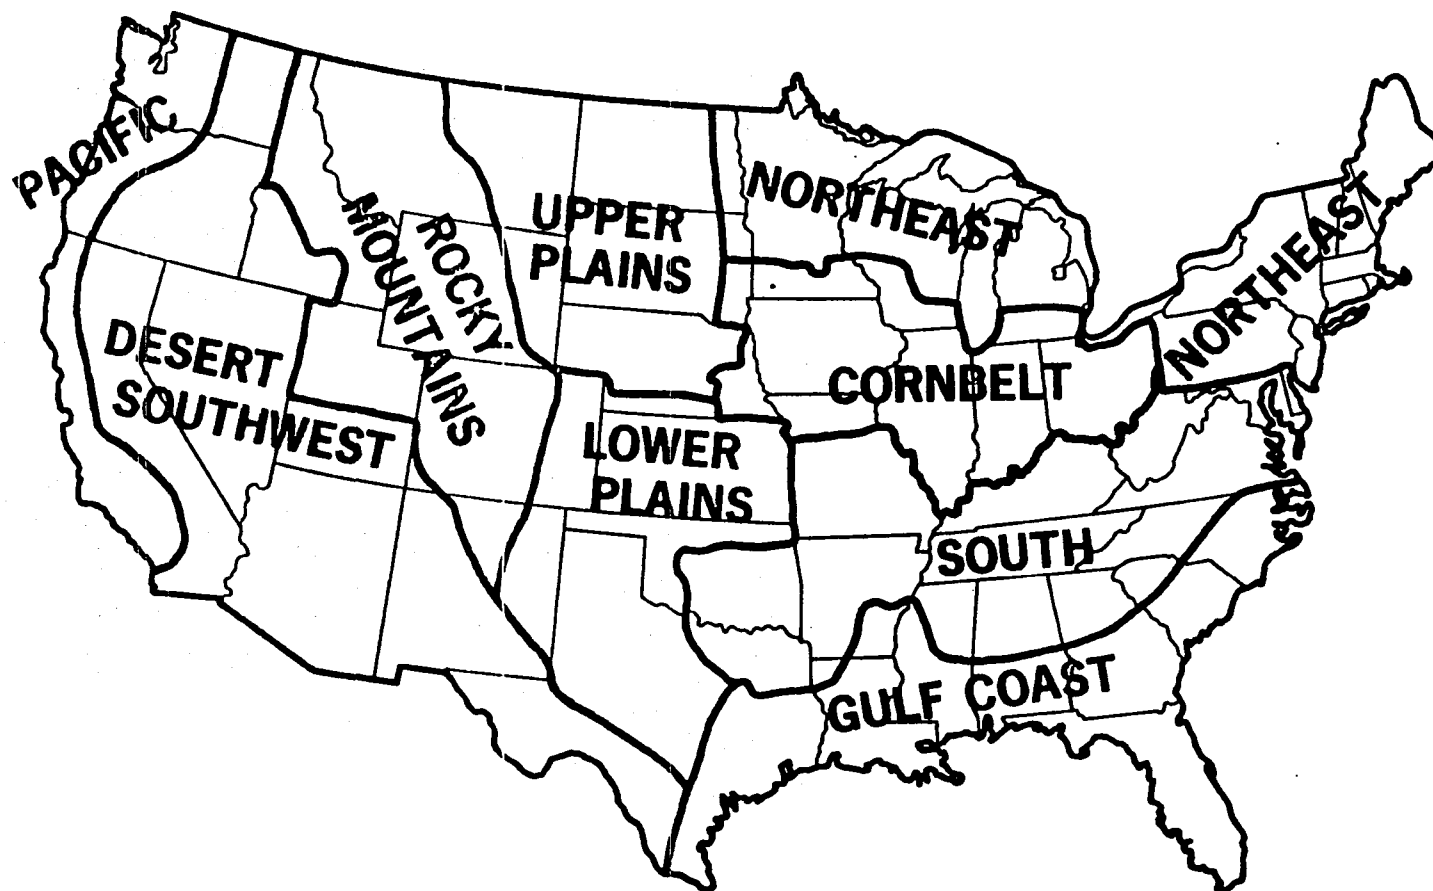 PACIFIC
NORTHEAST
UPPER
PLAINS
ROCKY
MOUNTAINS
NORTHEAST
DESERT
SOUTHWEST
CORNBELT
LOWER
PLAINS
SOUTH
GULF COAST